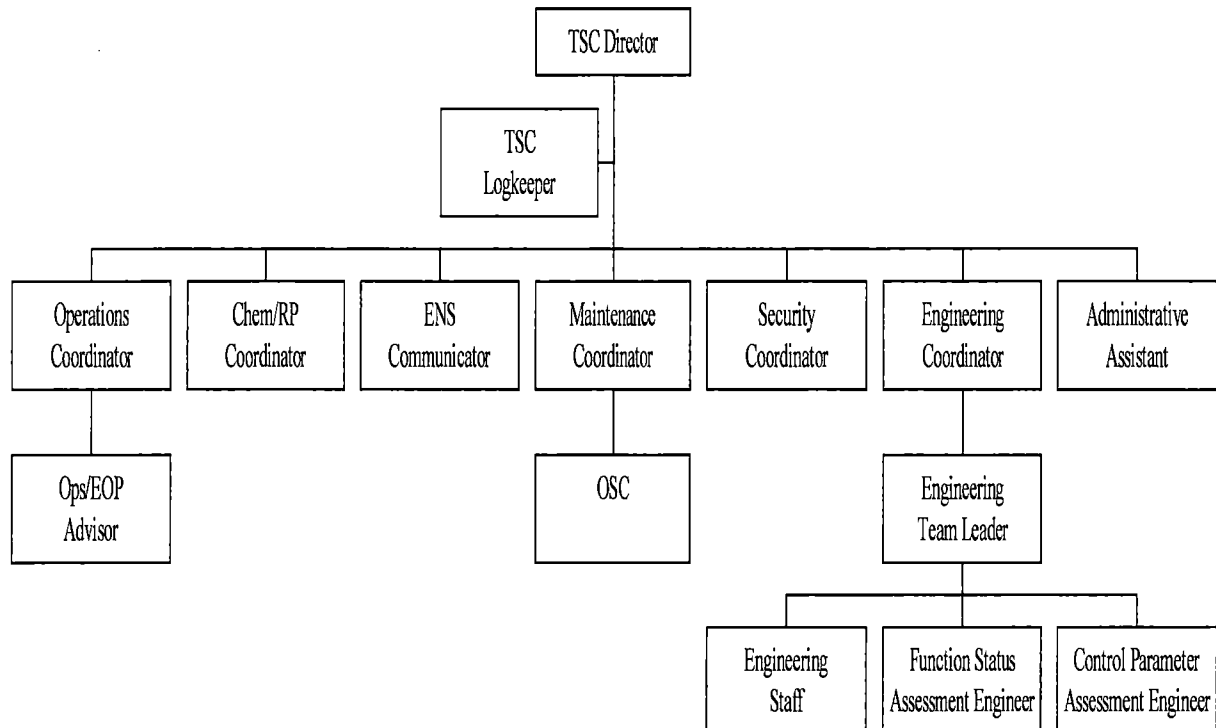 TSC Director
TSC
Logkeeper
Operations
Coordinator
Chem/RP
Coordinator
ENS
Communicator
Maintenance
Coordinator
Security
Coordinator
Engineering
Coordinator
Administrative
Assistant
Ops/EOP
Advisor
OSC
Engineering
Team Leader
Engineering
Staff
Function Status
Assessment Engineer
Control Parameter
Assessment Engineer